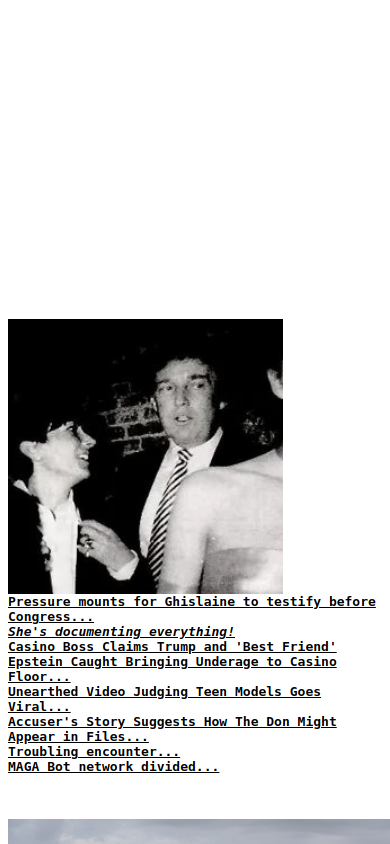 Pressure mounts for Ghislaine to testify before
Congress...
She's documenting everything!
Casino Boss Claims Trump and 'Best Friend'
Epstein Caught Bringing Underage to Casino
Floor...
Unearthed Video Judging Teen Models Goes
Viral...
Accuser's Story Suggests How The Don Might
Appear in Files...
Troubling encounter...
MAGA Bot network divided...